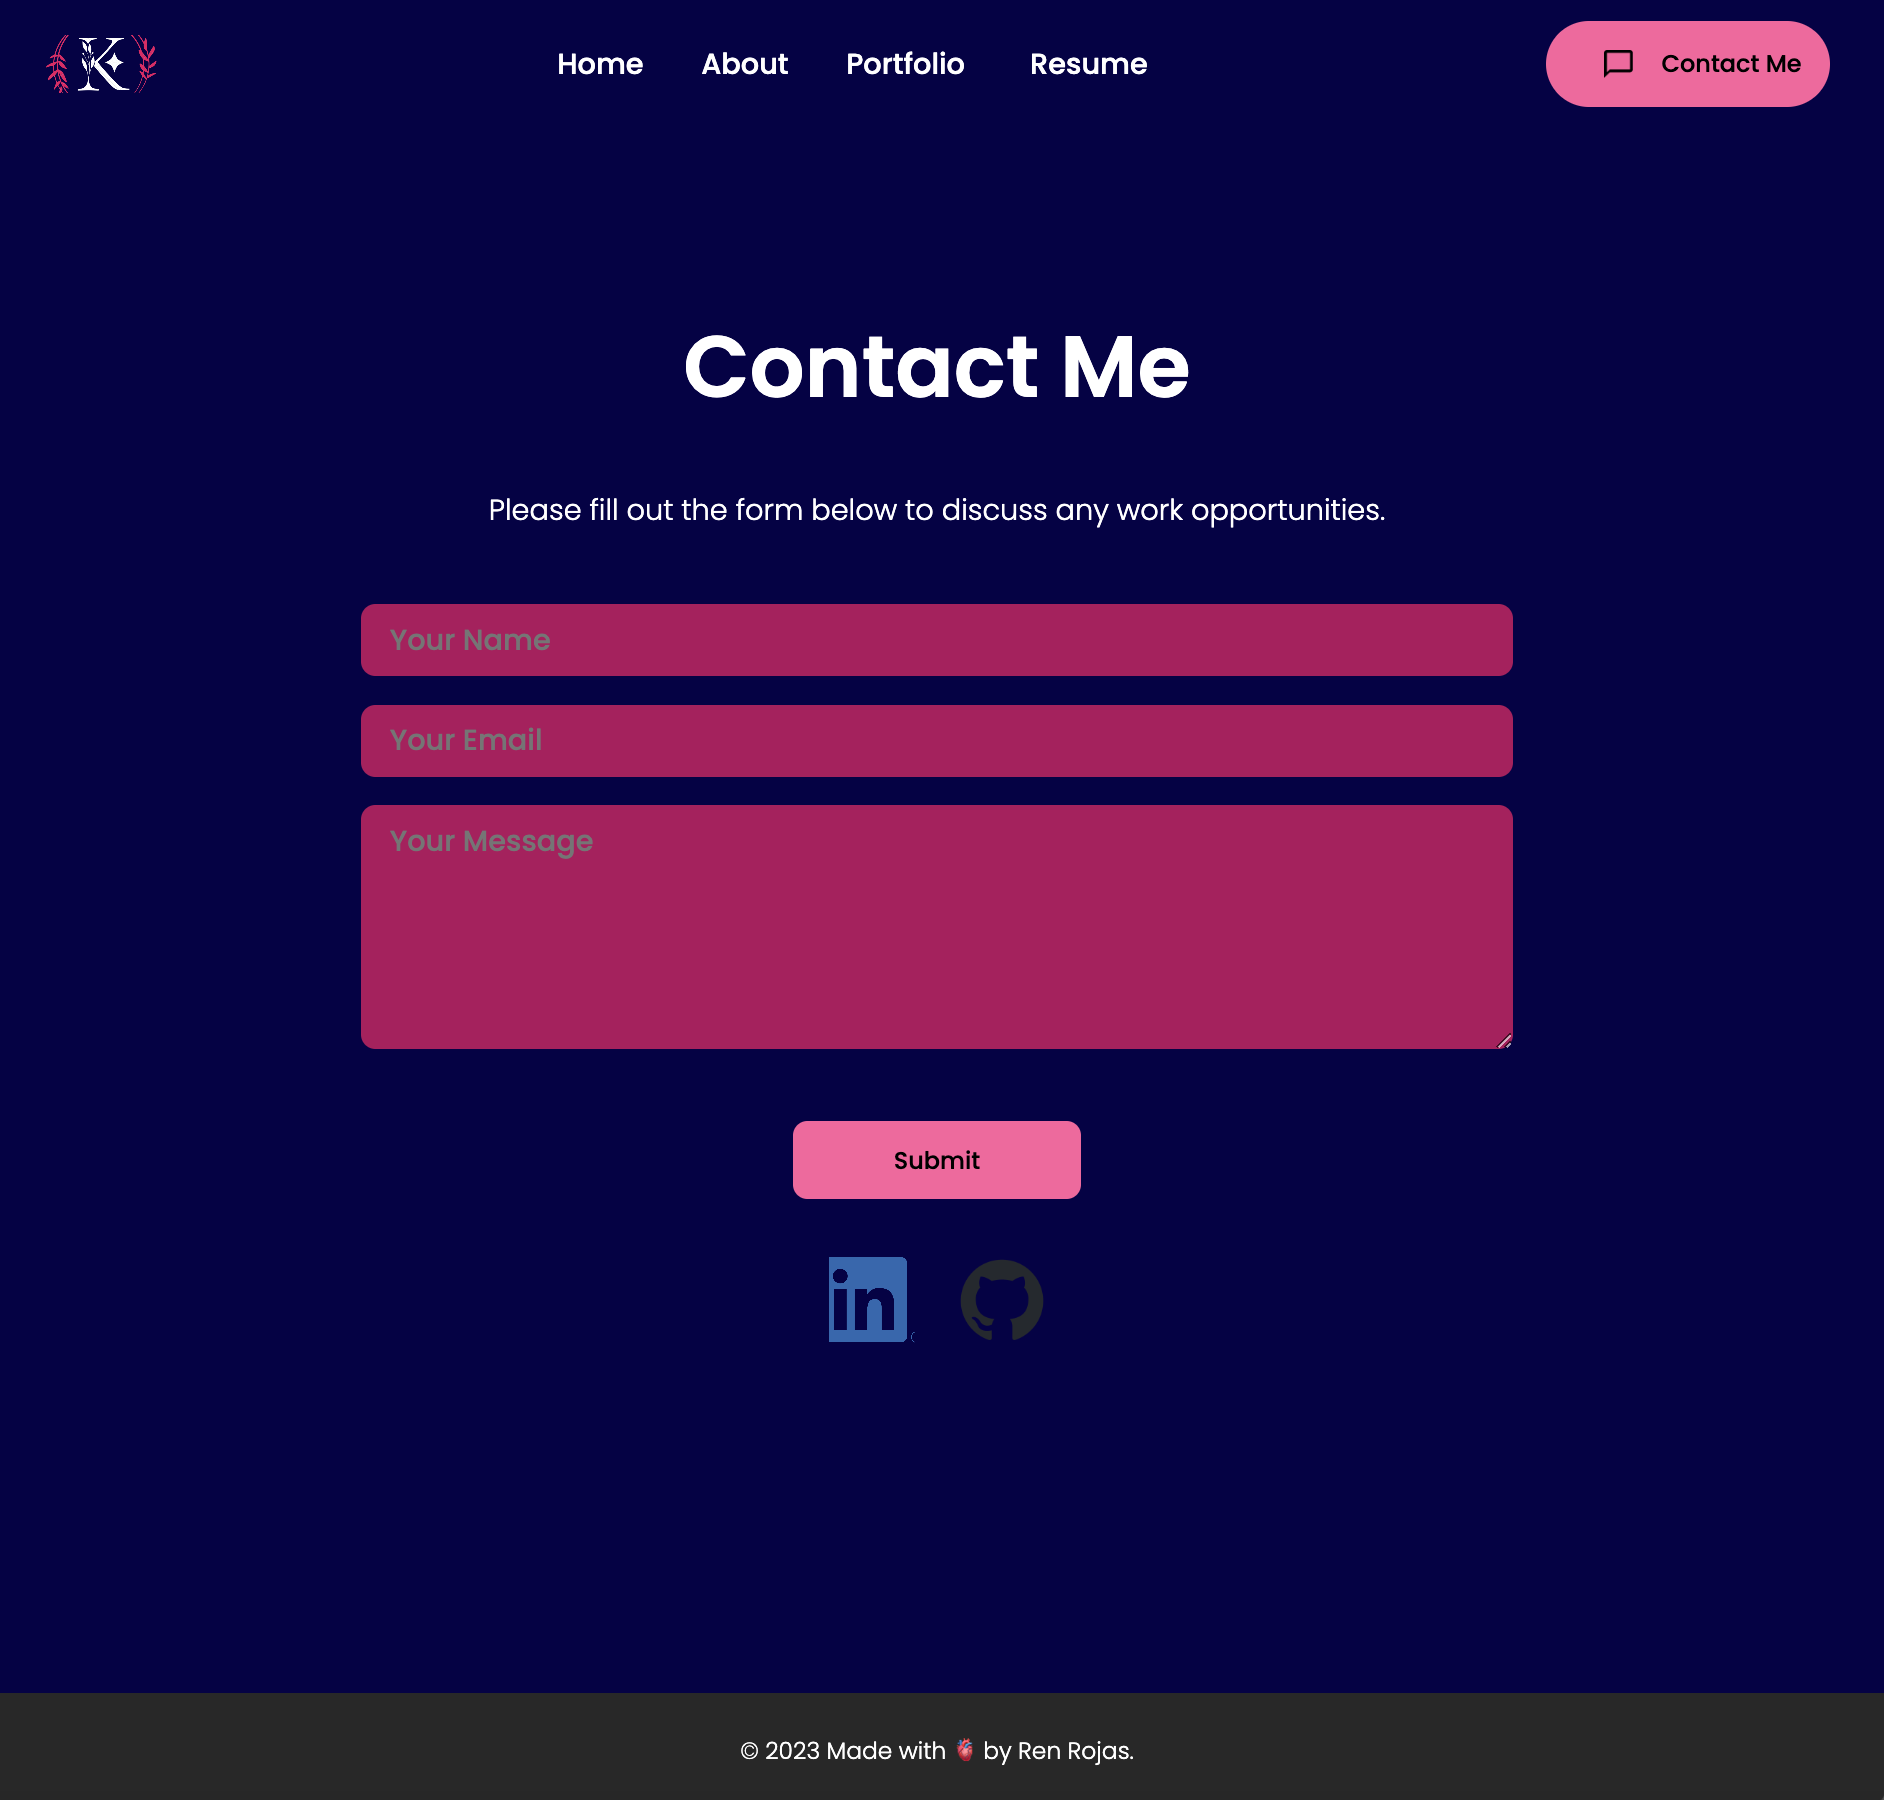 K
Home About Portfolio Resume Contact Me
Contact Me
Please fill out the form below to discuss any work opportunities.
Your Name
Your Email
Your Message
Submit
in
© 2023 Made with 🫀 by Ren Rojas.